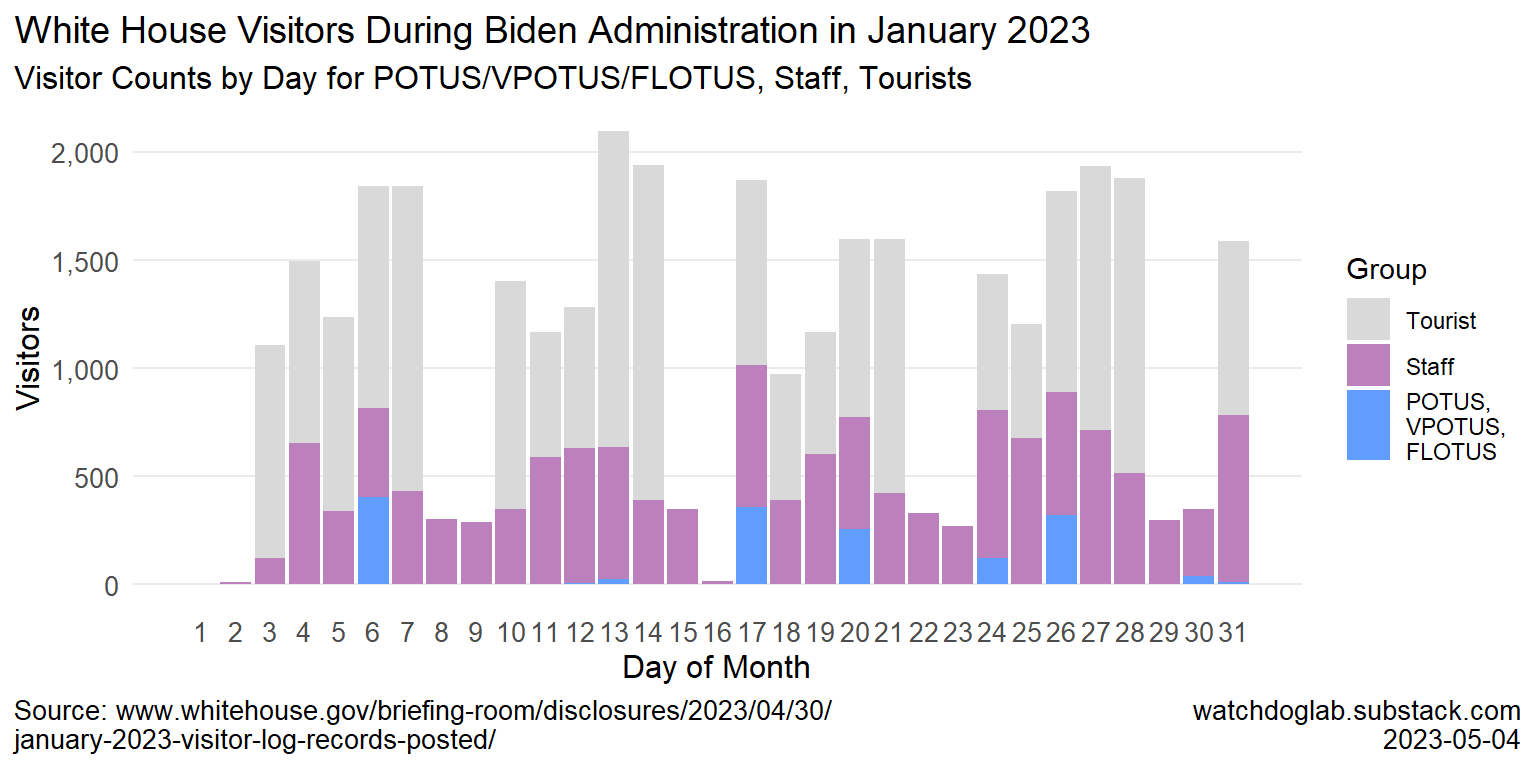 White House Visitors During Biden Administration in January 2023
Visitor Counts by Day for POTUS/VPOTUS/FLOTUS, Staff, Tourists
2,000
1,500
1,000
500
0
Visitors
1 2 3 4 5 6 7 8 9 10 11 12 13 14 15 16 17 18 19 20 21 22 23 24 25 26 27 28 29 30 31
Day of Month
Group
Tourist
Staff
POTUS,
VPOTUS,
FLOTUS
Source: www.whitehouse.gov/briefing-room/disclosures/2023/04/30/
january-2023-visitor-log-records-posted/
watchdoglab.substack.com
2023-05-04